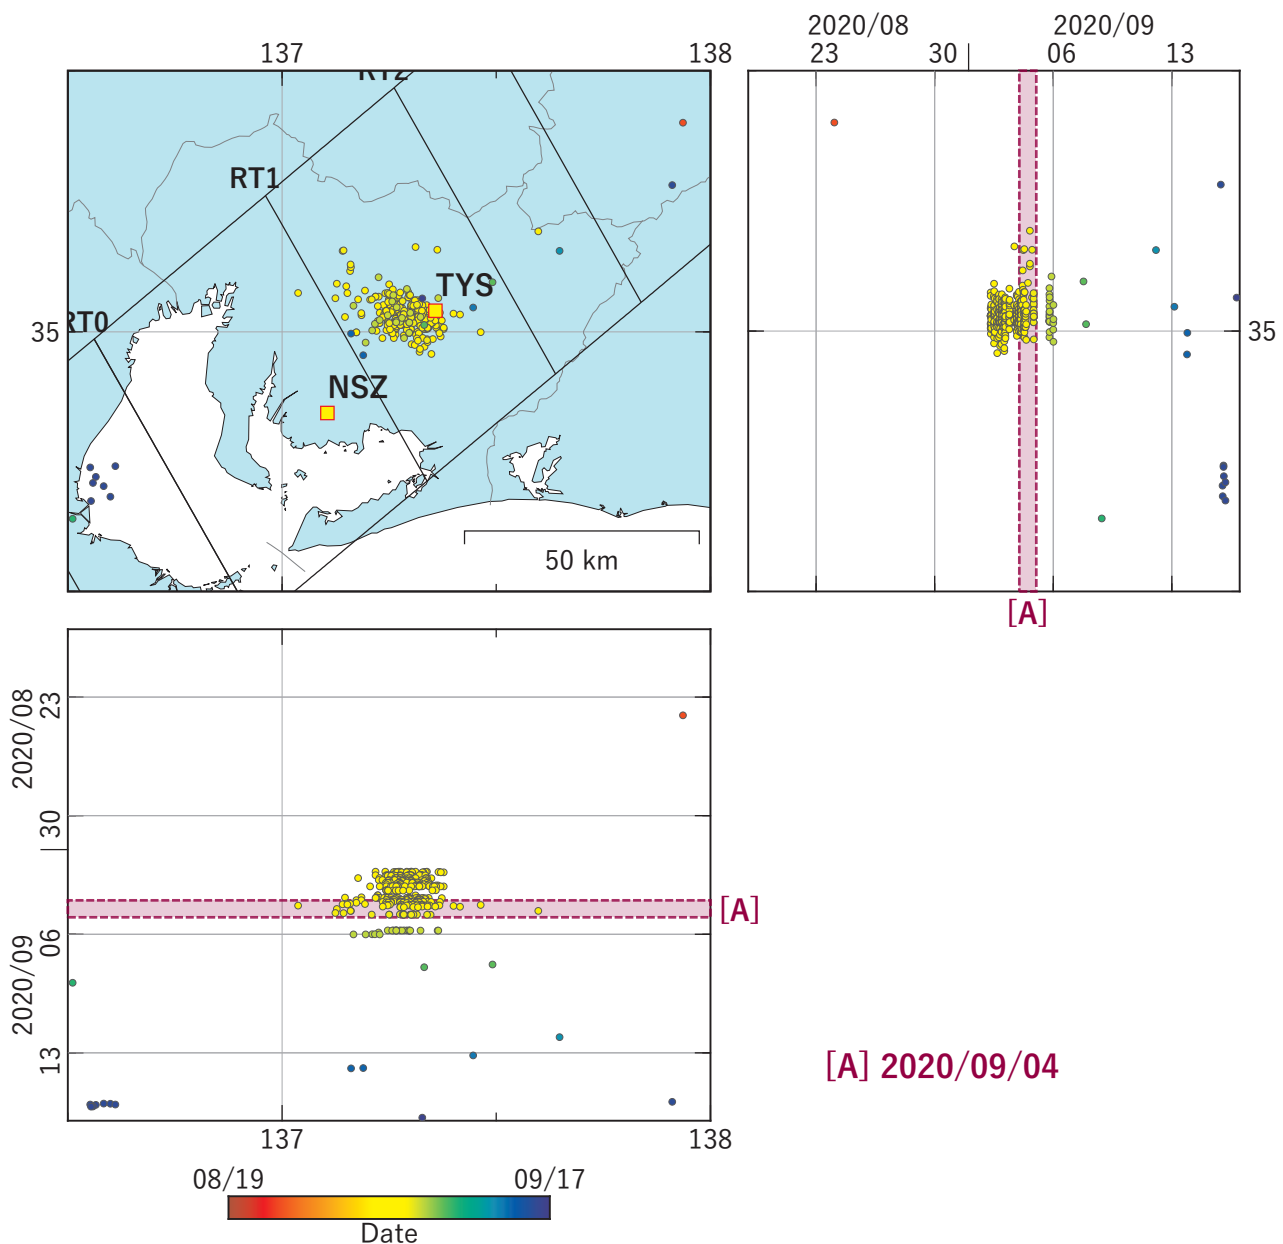 2020/08 2020/09
137 138 23 30 06 13
RT2
RT1
TYS
RT0
35 35
NSZ
50 km
[A]
2020/08
23
30
[A]
06
2020/09
13
[A] 2020/09/04
137 138
08/19 09/17
Date